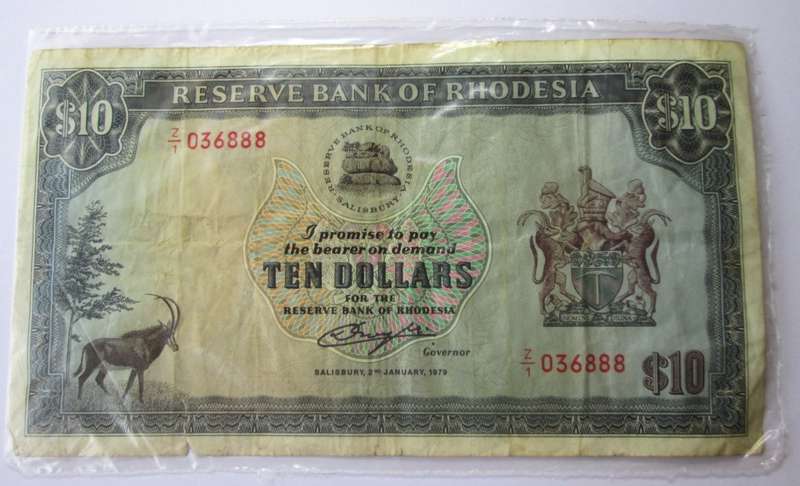 RESERVE BANK OF RHODESIA
$10
$10
Z/1 036888
RESERVE BANK OF RHODESIA
SALISBURY
I promise to pay
the bearer on demand
TEN DOLLARS
FOR THE
RESERVE BANK OF RHODESIA
Governor
SALISBURY, 2ND JANUARY, 1979
Z/1 036888
$10